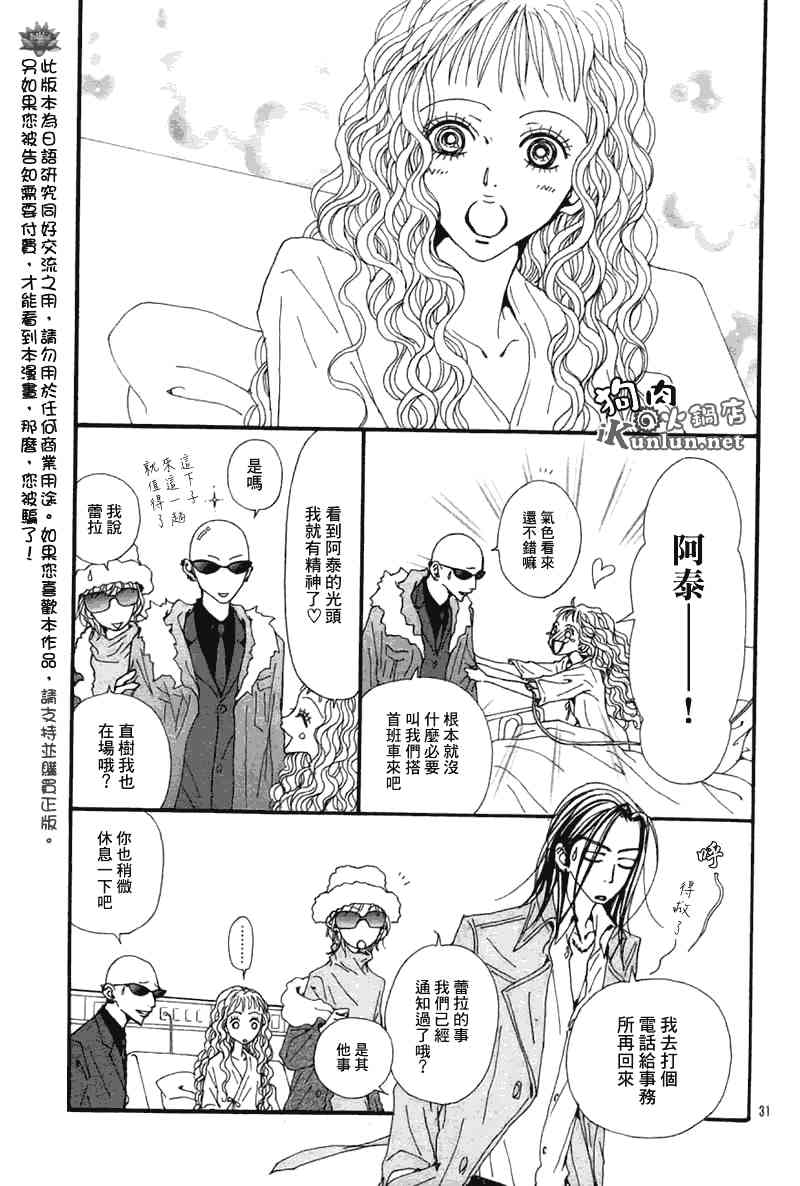 此版本為日語研究同好交流之用，請勿用於任何商業用途。如果您喜歡本作品，請支持並購買正版。
另如果您被告知需要付費，才能看到本漫畫，那麼，您被騙了！
狗肉火鍋店
iKunlun.net
阿泰——！
氣色看來
還不錯嘛
根本就沒
什麼必要
叫我們搭
首班車來吧
看到阿泰的光頭
我就有精神了♡
是嗎
這下子
來這一趟
就值得了
我說
蕾拉
直樹我也
在場哦？
呼
得救了
我去打個
電話給事務
所再回來
蕾拉的事
我們已經
通知過了哦？
是其
他事
………
你也稍微
休息一下吧
31